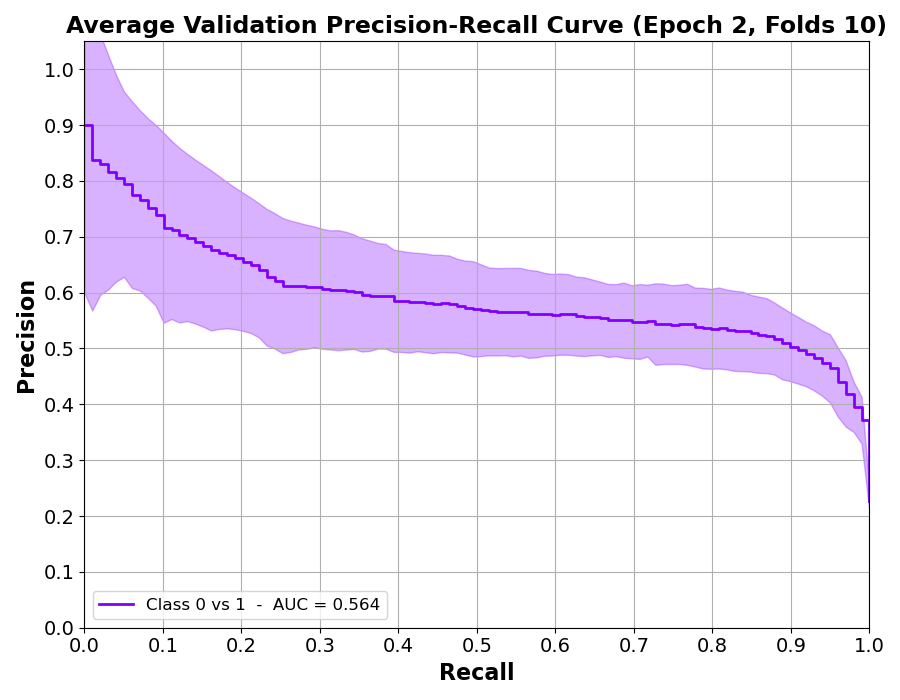 Average Validation Precision-Recall Curve (Epoch 2, Folds 10)
Precision
1.0
0.9
0.8
0.7
0.6
0.5
0.4
0.3
0.2
0.1
0.0
Class 0 vs 1 - AUC = 0.564
0.0 0.1 0.2 0.3 0.4 0.5 0.6 0.7 0.8 0.9 1.0
Recall